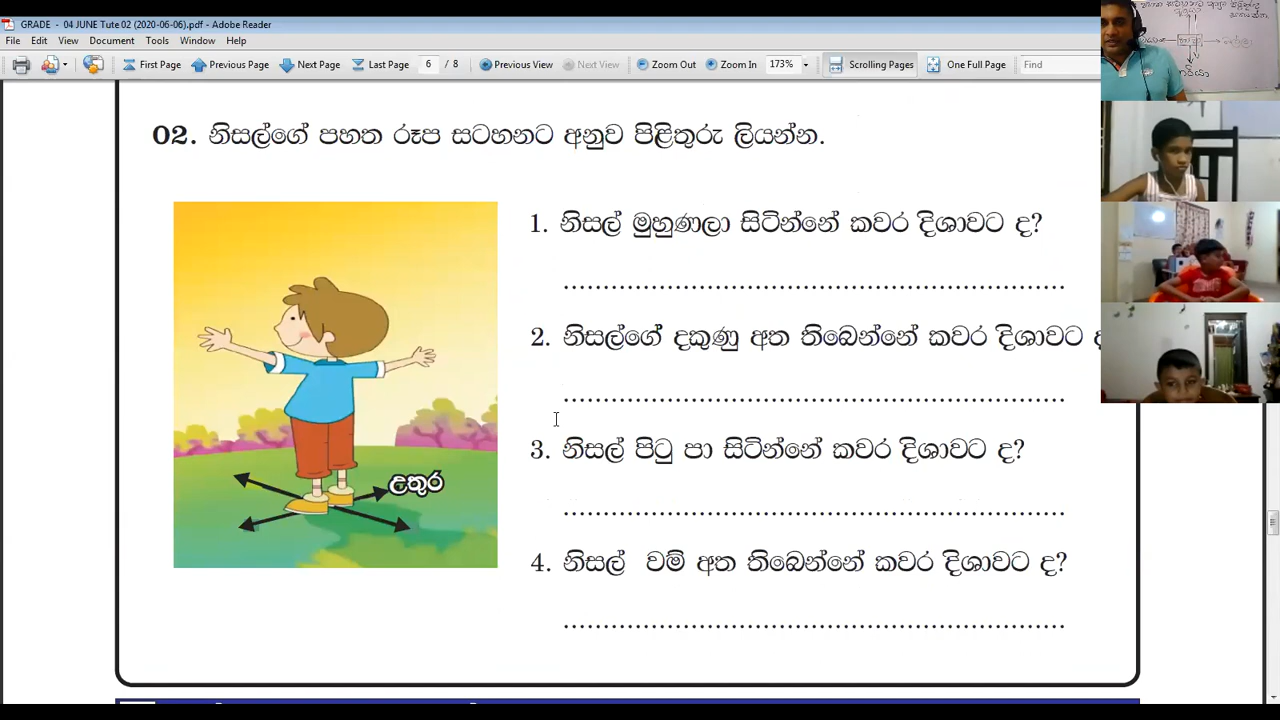 GRADE - 04 JUNE Tute.02 (2020-06-06).pdf - Adobe Reader
File Edit View Document Tools Window Help
First Page Previous Page Next Page Last Page 6 / 8 Previous View Next View Zoom Out Zoom In 173% Scrolling Pages One Full Page Find
02. නිසල්ගේ පහත රූප සටහනට අනුව පිළිතුරු ලියන්න.
1. නිසල් මුහුණලා සිටින්නේ කවර දිශාවට ද?
2. නිසල්ගේ දකුණු අත තිබෙන්නේ කවර දිශාවට
3. නිසල් පිටු පා සිටින්නේ කවර දිශාවට ද?
උතුර
4. නිසල් වම් අත තිබෙන්නේ කවර දිශාවට ද?